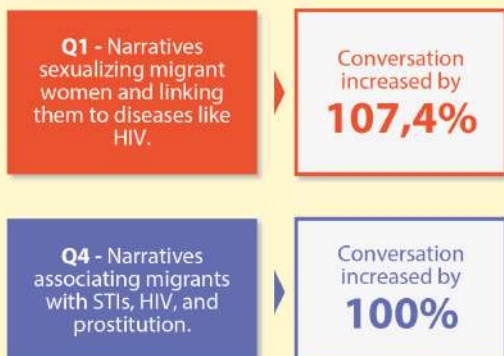 Q1 - Narratives
sexualizing migrant
women and linking
them to diseases like
HIV.
Conversation
increased by
107,4%
Q4 - Narratives
associating migrants
with STIs, HIV, and
prostitution.
Conversation
increased by
100%